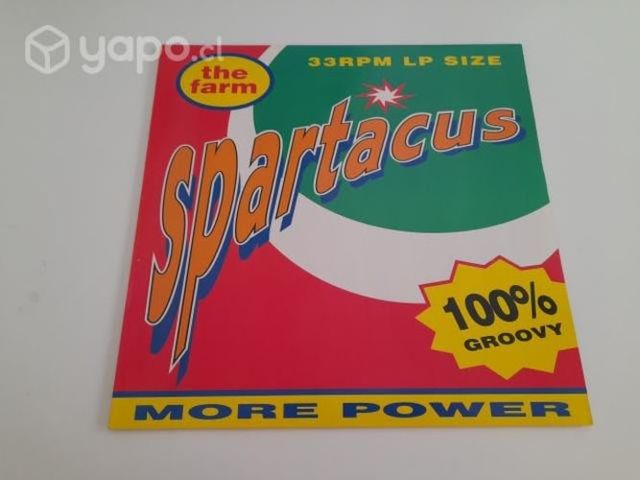 yapo.cl
the
farm
33RPM LP SIZE
spartacus
100%
GROOVY
MORE POWER